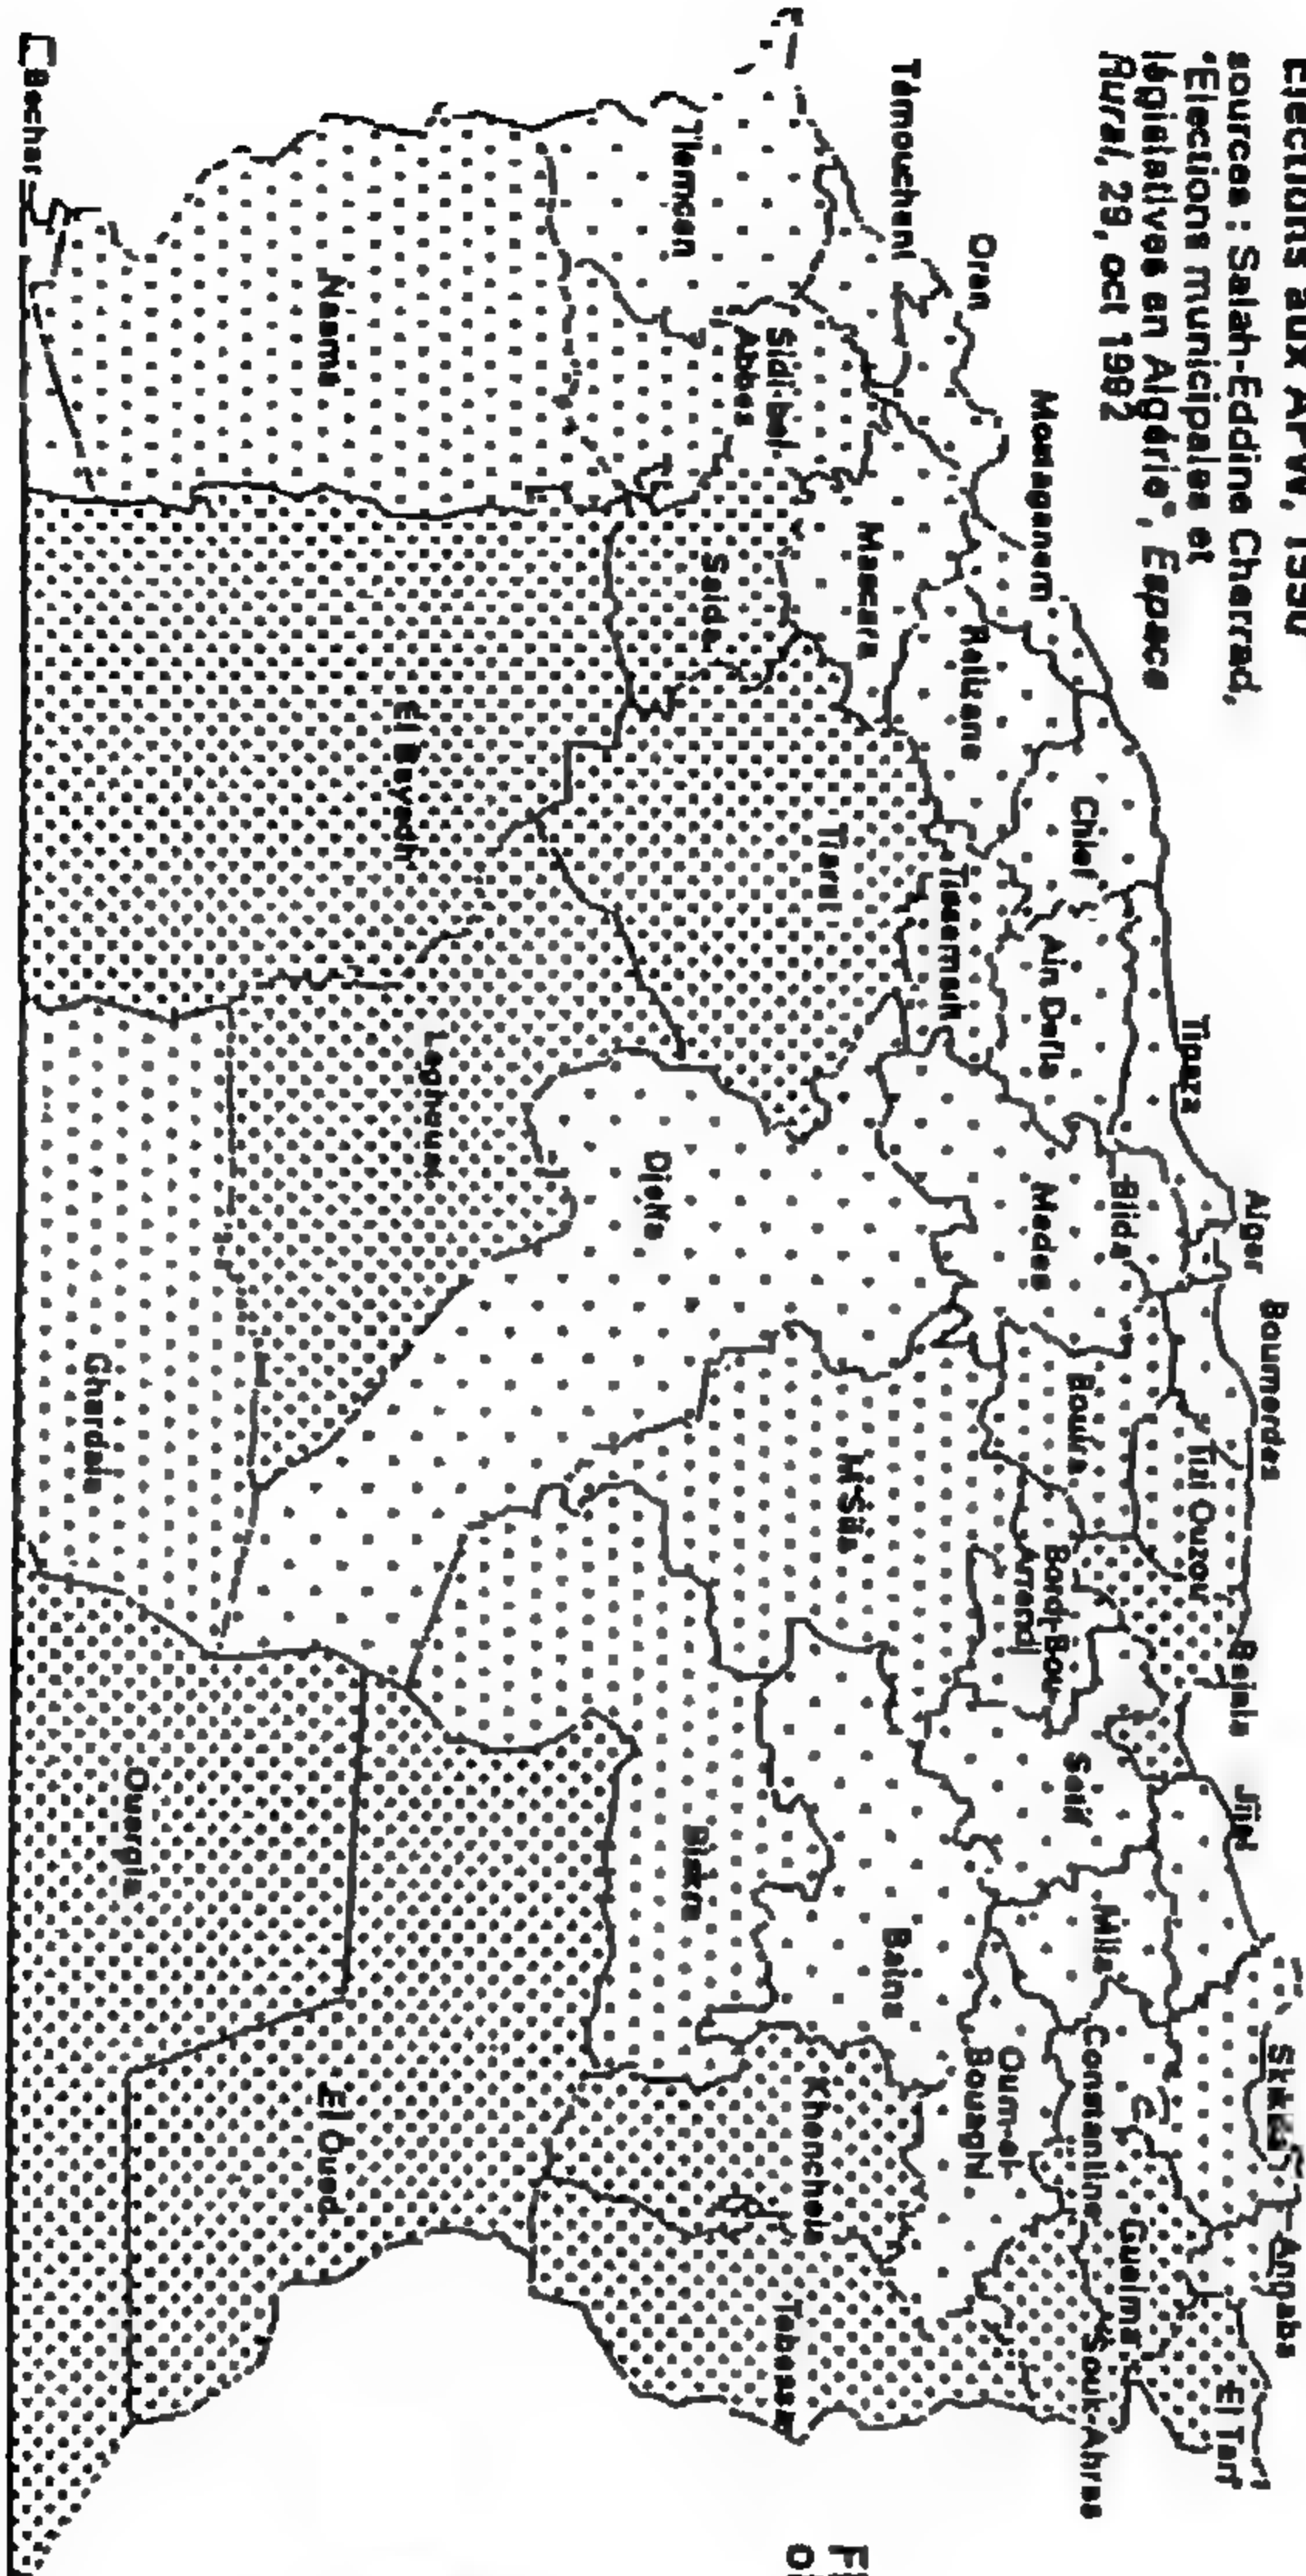 Elections aux APW, 1990
sources : Salah-Eddine Cherrad,
"Elections municipales et
législatives en Algérie", Espace
Rural, 29, oct 1992
Boumerdes
Alger
Annaba
Skikda
El Tarf
Tipaza
Tizi Ouzou
Bejaia
Jijel
Blida
Guelma
Chlef
Bouira
Setif
Mila
Constantine
Souk-Ahras
Mostaganem
Ain Defla
Medea
Bordj-Bou-
Arreridj
Oran
Relizane
Tissemsilt
Oum-el-
Bouaghi
Témouchent
Mascara
Batna
Sidi-bel-
Abbes
Tiaret
M'Sila
Khenchela
Tebessa
Tlemcen
Saida
Djelfa
Biskra
El Bayadh
Laghouat
Naama
El Oued
Ghardaia
Ouargla
Bechar